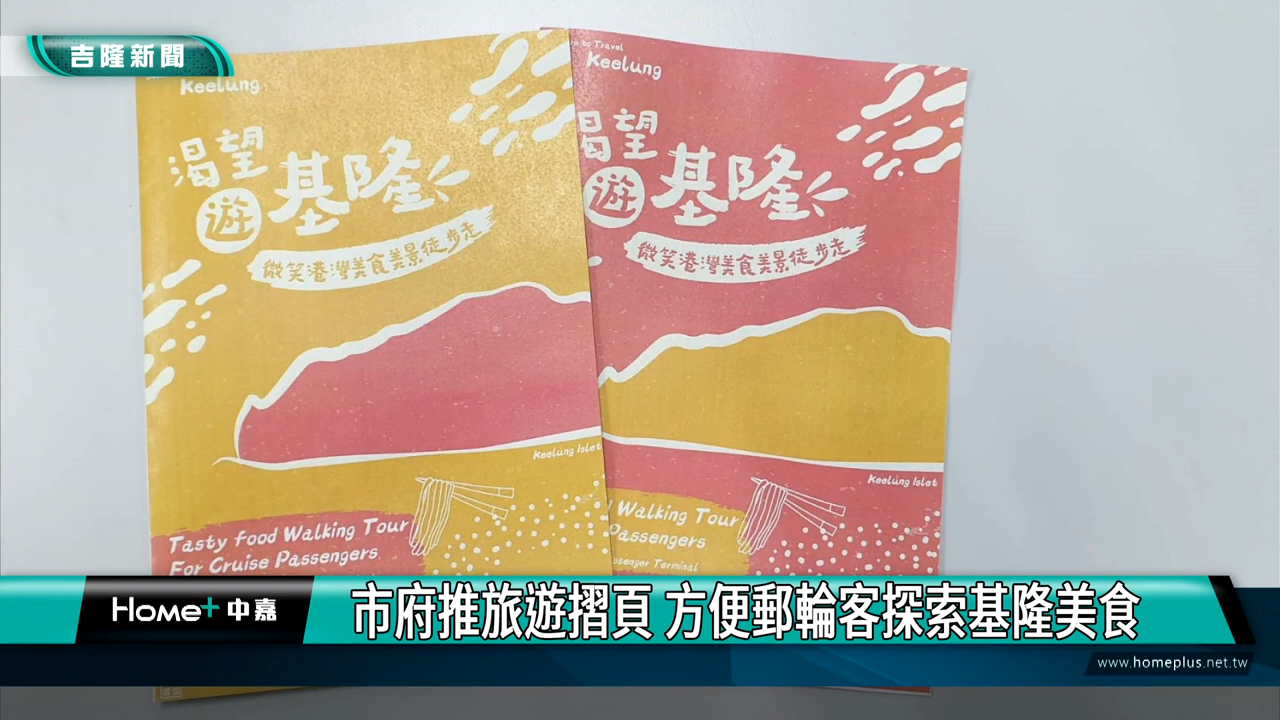 吉隆新聞
Keelung
渴望
遊基隆
微笑港灣美食美景徒步走
Keelung Islet
Tasty Food Walking Tour
For Cruise Passengers
to Travel
Keelung
渴望
遊基隆
微笑港灣美食美景徒步走
Keelung Islet
Walking Tour
Passengers
Terminal
Home+中嘉
市府推旅遊摺頁 方便郵輪客探索基隆美食
www.homeplus.net.tw